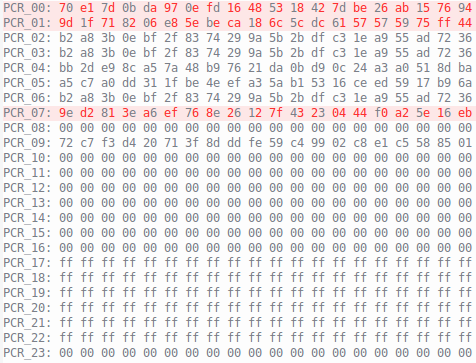 PCR_00: 70 e1 7d 0b da 97 0e fd 16 48 53 18 42 7d be 26 ab 15 76 94
PCR_01: 9d 1f 71 82 06 e8 5e be ca 18 6c 5c dc 61 57 57 59 75 ff 44
PCR_02: b2 a8 3b 0e bf 2f 83 74 29 9a 5b 2b df c3 1e a9 55 ad 72 36
PCR_03: b2 a8 3b 0e bf 2f 83 74 29 9a 5b 2b df c3 1e a9 55 ad 72 36
PCR_04: bb 2d e9 8c a5 7a 48 b9 76 21 da 0b d9 0c 24 a3 a0 51 8d ba
PCR_05: a5 c7 a0 dd 31 1f be 4e ef a3 5a b1 53 16 ce ed 59 17 b9 6a
PCR_06: b2 a8 3b 0e bf 2f 83 74 29 9a 5b 2b df c3 1e a9 55 ad 72 36
PCR_07: 9e d2 81 3e a6 ef 76 8e 26 12 7f 43 23 04 44 f0 a2 5e 16 eb
PCR_08: 00 00 00 00 00 00 00 00 00 00 00 00 00 00 00 00 00 00 00 00
PCR_09: 72 c7 f3 d4 20 71 3f 8d dd fe 59 c4 99 02 c8 e1 c5 58 85 01
PCR_10: 00 00 00 00 00 00 00 00 00 00 00 00 00 00 00 00 00 00 00 00
PCR_11: 00 00 00 00 00 00 00 00 00 00 00 00 00 00 00 00 00 00 00 00
PCR_12: 00 00 00 00 00 00 00 00 00 00 00 00 00 00 00 00 00 00 00 00
PCR_13: 00 00 00 00 00 00 00 00 00 00 00 00 00 00 00 00 00 00 00 00
PCR_14: 00 00 00 00 00 00 00 00 00 00 00 00 00 00 00 00 00 00 00 00
PCR_15: 00 00 00 00 00 00 00 00 00 00 00 00 00 00 00 00 00 00 00 00
PCR_16: 00 00 00 00 00 00 00 00 00 00 00 00 00 00 00 00 00 00 00 00
PCR_17: ff ff ff ff ff ff ff ff ff ff ff ff ff ff ff ff ff ff ff ff
PCR_18: ff ff ff ff ff ff ff ff ff ff ff ff ff ff ff ff ff ff ff ff
PCR_19: ff ff ff ff ff ff ff ff ff ff ff ff ff ff ff ff ff ff ff ff
PCR_20: ff ff ff ff ff ff ff ff ff ff ff ff ff ff ff ff ff ff ff ff
PCR_21: ff ff ff ff ff ff ff ff ff ff ff ff ff ff ff ff ff ff ff ff
PCR_22: ff ff ff ff ff ff ff ff ff ff ff ff ff ff ff ff ff ff ff ff
PCR_23: 00 00 00 00 00 00 00 00 00 00 00 00 00 00 00 00 00 00 00 00